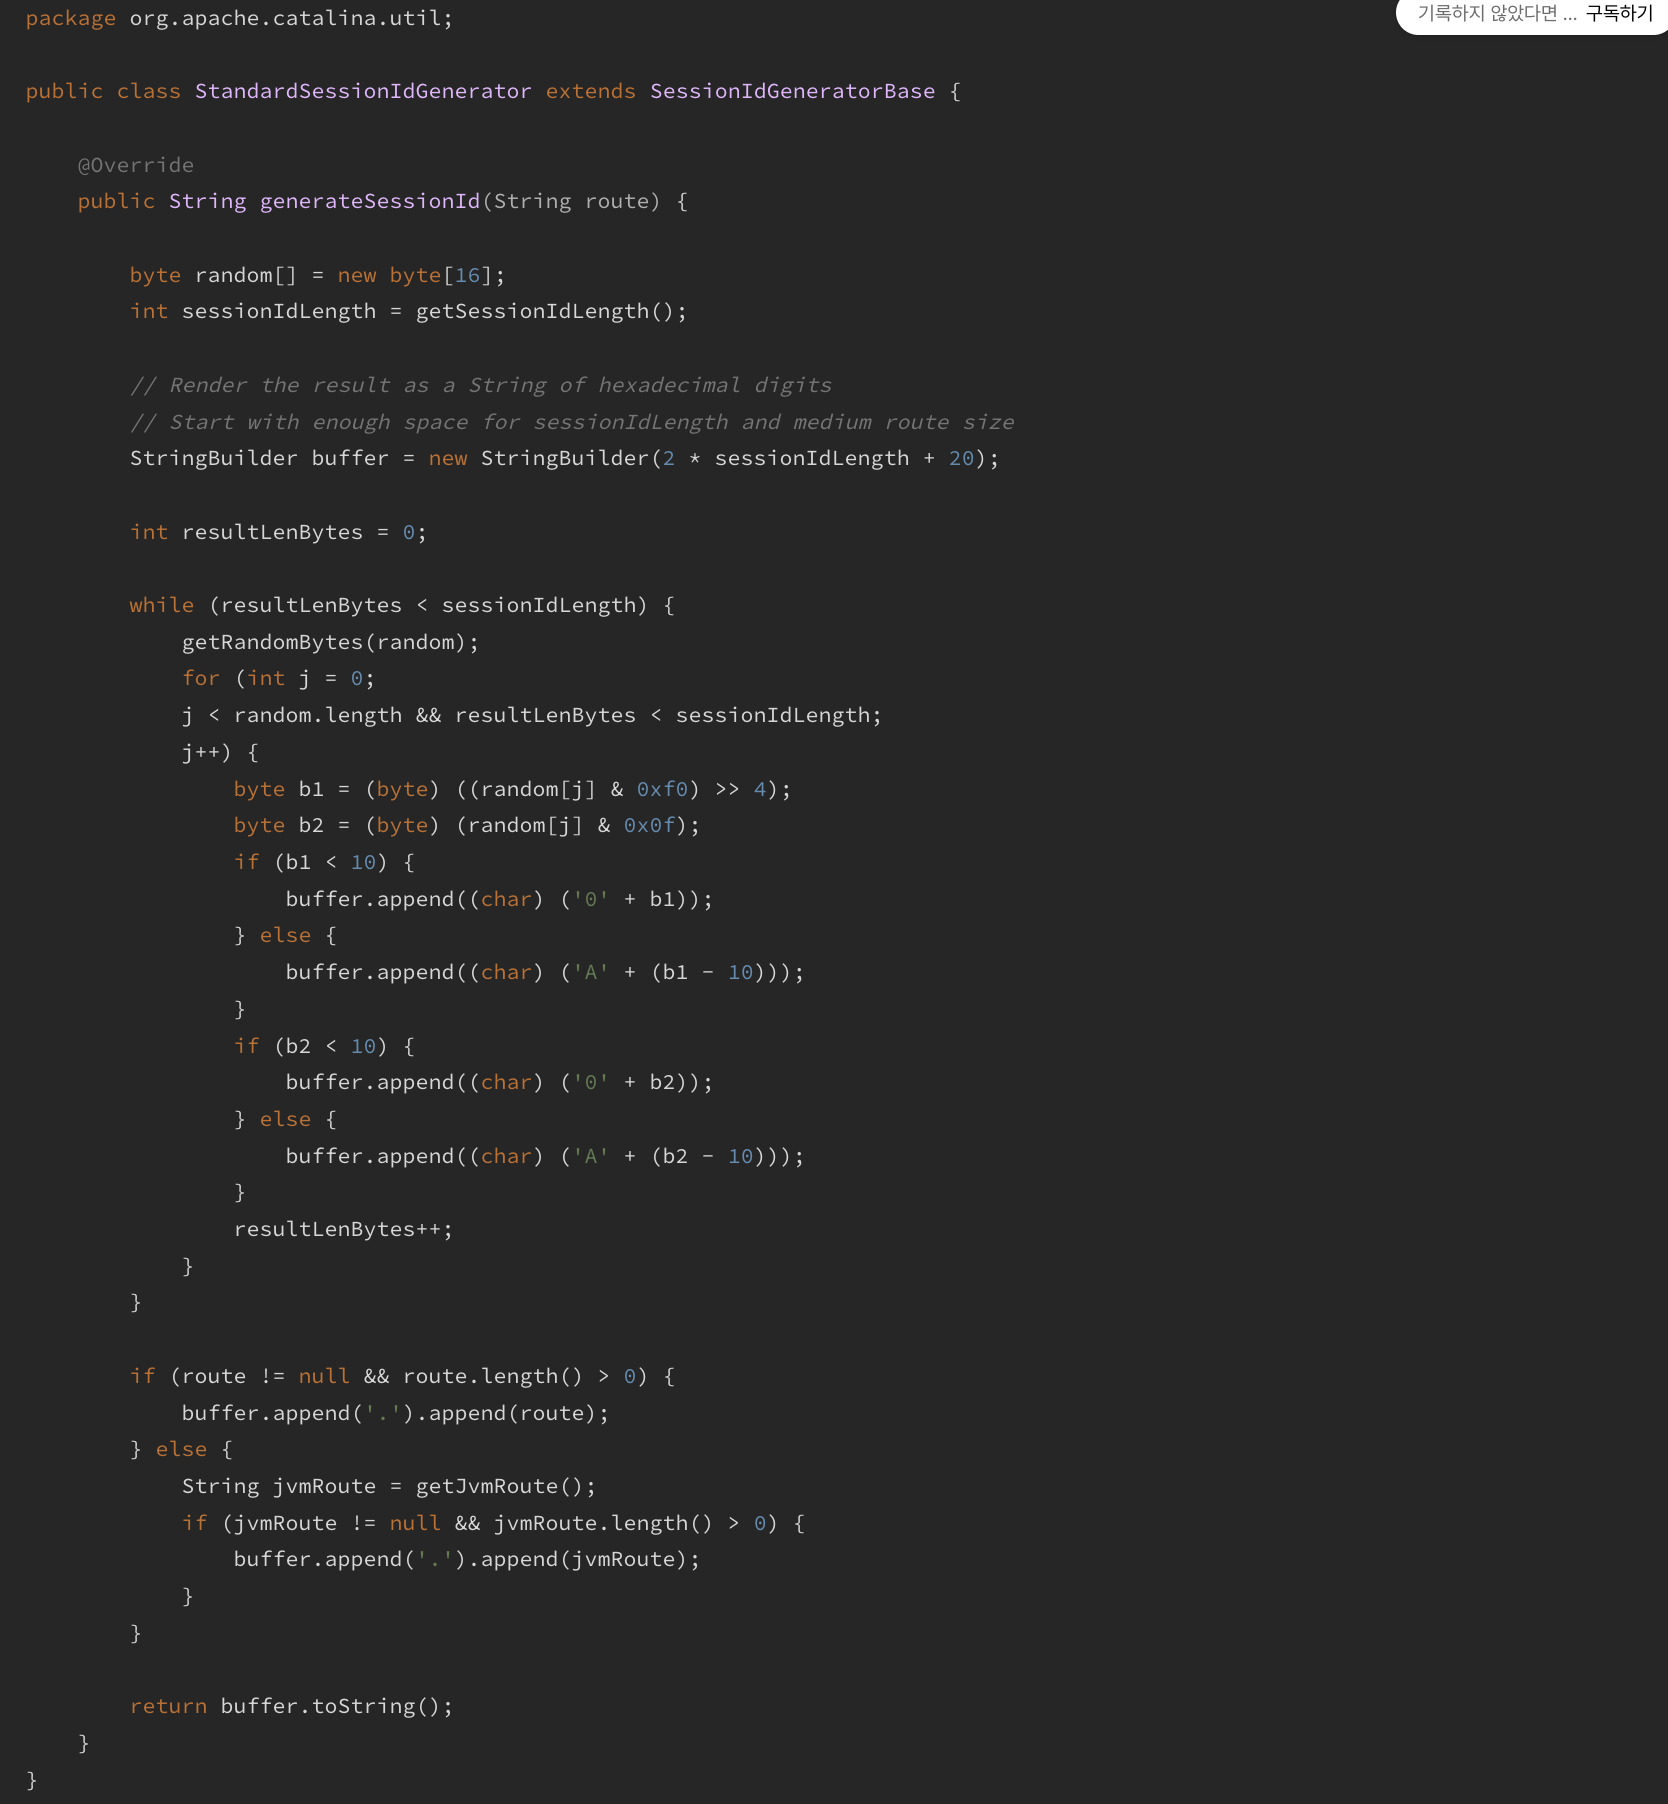 package org.apache.catalina.util;
기록하지 않았다면 ... 구독하기
public class StandardSessionIdGenerator extends SessionIdGeneratorBase {
@Override
public String generateSessionId(String route) {
byte random[] = new byte[16];
int sessionIdLength = getSessionIdLength();
// Render the result as a String of hexadecimal digits
// Start with enough space for sessionIdLength and medium route size
StringBuilder buffer = new StringBuilder(2 * sessionIdLength + 20);
int resultLenBytes = 0;
while (resultLenBytes < sessionIdLength) {
getRandomBytes(random);
for (int j = 0;
j < random.length && resultLenBytes < sessionIdLength;
j++) {
byte b1 = (byte) ((random[j] & 0xf0) >> 4);
byte b2 = (byte) (random[j] & 0x0f);
if (b1 < 10) {
buffer.append((char) ('0' + b1));
} else {
buffer.append((char) ('A' + (b1 - 10)));
}
if (b2 < 10) {
buffer.append((char) ('0' + b2));
} else {
buffer.append((char) ('A' + (b2 - 10)));
}
resultLenBytes++;
}
}
if (route != null && route.length() > 0) {
buffer.append('.').append(route);
} else {
String jvmRoute = getJvmRoute();
if (jvmRoute != null && jvmRoute.length() > 0) {
buffer.append('.').append(jvmRoute);
}
}
return buffer.toString();
}
}